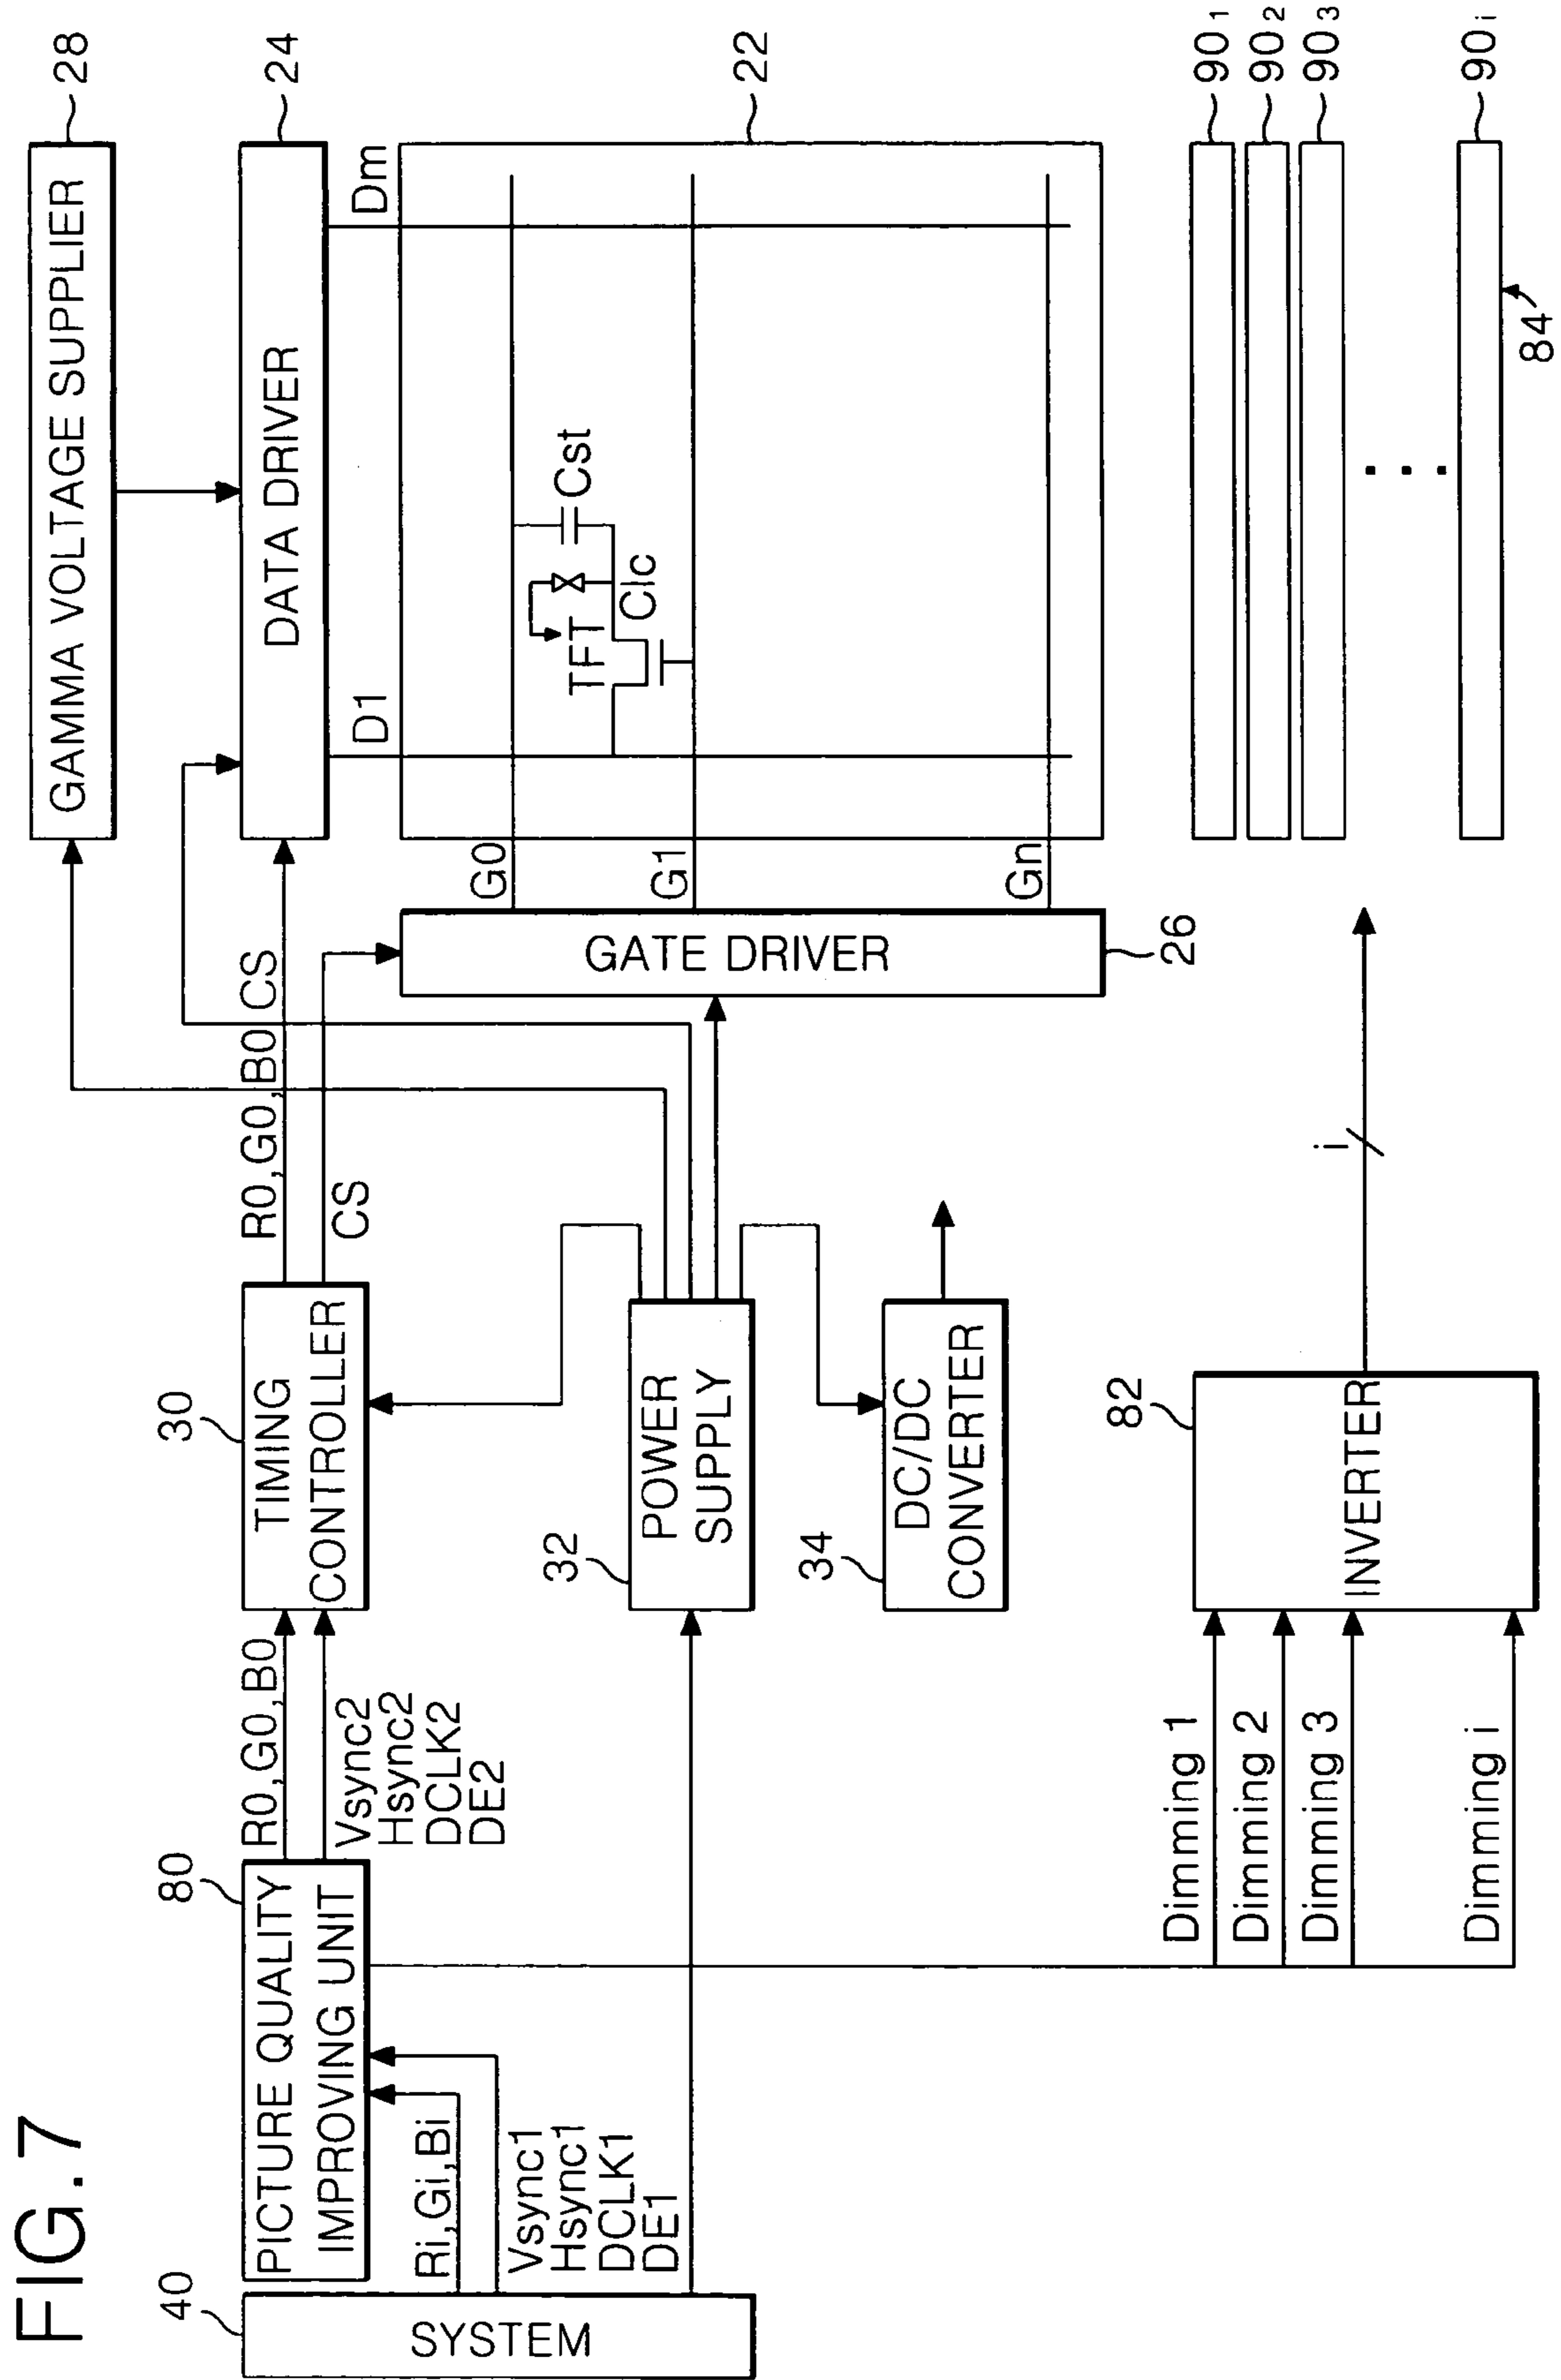 FIG.7
28
GAMMA VOLTAGE SUPPLIER
24
DATA DRIVER
D1
Dm
22
G0
G1
Gn
TFT
Clc
Cst
GATE DRIVER
26
R0,G0,B0 CS
CS
30
TIMING
CONTROLLER
R0,G0,B0
Vsync2
Hsync2
DCLK2
DE2
80
PICTURE QUALITY
IMPROVING UNIT
Ri,Gi,Bi
Vsync1
Hsync1
DCLK1
DE1
40
SYSTEM
32
POWER
SUPPLY
34
DC/DC
CONVERTER
82
INVERTER
Dimming 1
Dimming 2
Dimming 3
Dimming i
i
90₁
90₂
90₃
90ᵢ
84